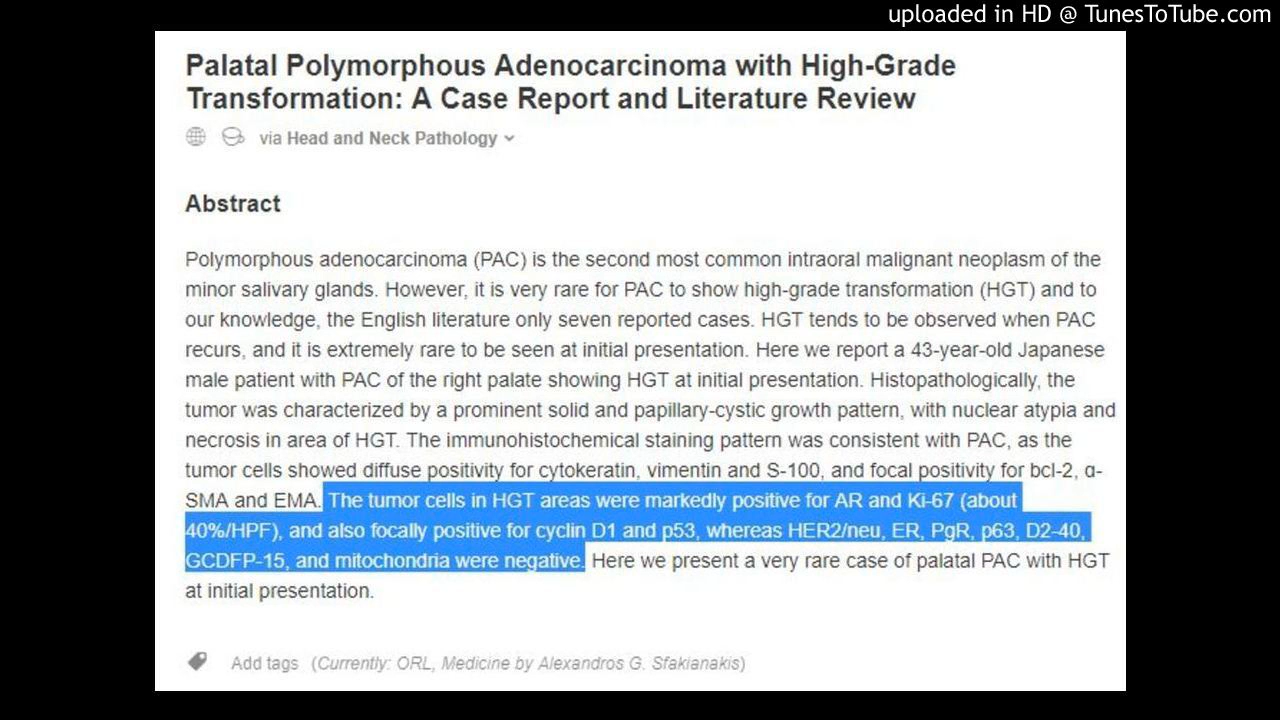 uploaded in HD @ TunesToTube.com
Palatal Polymorphous Adenocarcinoma with High-Grade
Transformation: A Case Report and Literature Review
via Head and Neck Pathology
Abstract
Polymorphous adenocarcinoma (PAC) is the second most common intraoral malignant neoplasm of the
minor salivary glands. However, it is very rare for PAC to show high-grade transformation (HGT) and to
our knowledge, the English literature only seven reported cases. HGT tends to be observed when PAC
recurs, and it is extremely rare to be seen at initial presentation. Here we report a 43-year-old Japanese
male patient with PAC of the right palate showing HGT at initial presentation. Histopathologically, the
tumor was characterized by a prominent solid and papillary-cystic growth pattern, with nuclear atypia and
necrosis in area of HGT. The immunohistochemical staining pattern was consistent with PAC, as the
tumor cells showed diffuse positivity for cytokeratin, vimentin and S-100, and focal positivity for bcl-2, α-
SMA and EMA. The tumor cells in HGT areas were markedly positive for AR and Ki-67 (about
40%/HPF), and also focally positive for cyclin D1 and p53, whereas HER2/neu, ER, PgR, p63, D2-40,
GCDFP-15, and mitochondria were negative. Here we present a very rare case of palatal PAC with HGT
at initial presentation.
Add tags (Currently: ORL, Medicine by Alexandros G. Sfakianakis)